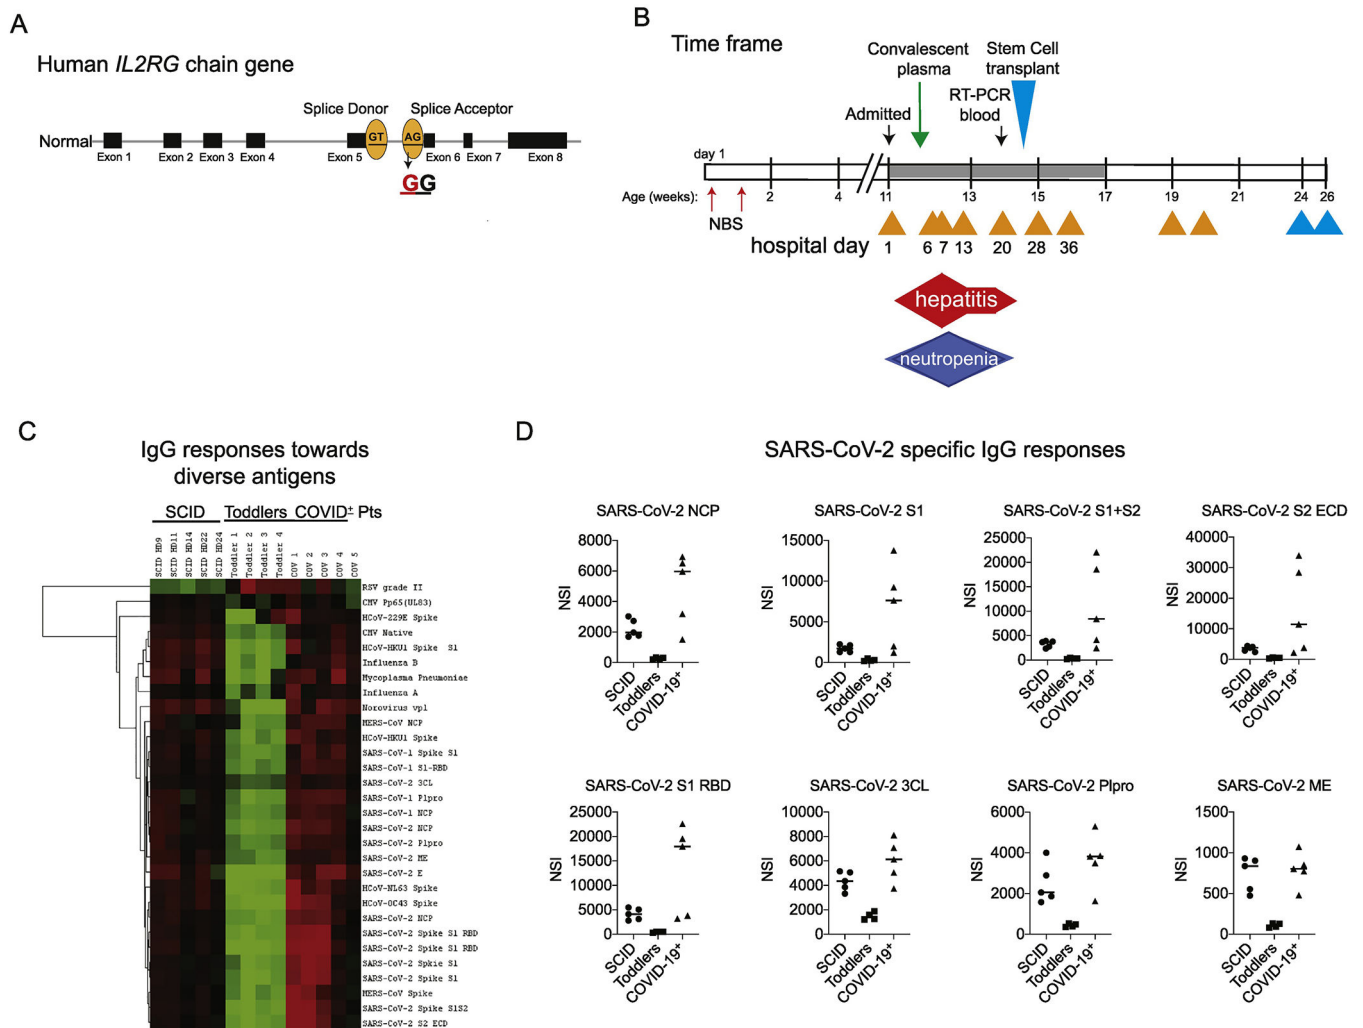 A
Human IL2RG chain gene
Splice Donor
Splice Acceptor
Normal
GT
AG
Exon 1
Exon 2
Exon 3
Exon 4
Exon 5
Exon 6
Exon 7
Exon 8
GG
B
Time frame
Convalescent
plasma
Stem Cell
transplant
Admitted
RT-PCR
blood
day 1
Age (weeks):
2
4
11
13
15
17
19
21
24
26
NBS
hospital day
1
6
7
13
20
28
36
hepatitis
neutropenia
C
IgG responses towards
diverse antigens
SCID
Toddlers
COVID± Pts
SCID HD9
SCID HD11
SCID HD14
SCID HD22
SCID HD24
Toddler 1
Toddler 2
Toddler 3
Toddler 4
COV 1
COV 2
COV 3
COV 4
COV 5
RSV grade II
CMV Pp65(UL83)
HCoV-229E Spike
CMV Native
HCoV-HKU1 Spike S1
Influenza B
Mycoplasma Pneumoniae
Influenza A
Norovirus vp1
MERS-CoV NCP
HCoV-HKU1 Spike
SARS-CoV-1 Spike S1
SARS-CoV-1 S1-RBD
SARS-CoV-2 3CL
SARS-CoV-1 Plpro
SARS-CoV-1 NCP
SARS-CoV-2 NCP
SARS-CoV-2 Plpro
SARS-CoV-2 ME
SARS-CoV-2 E
HCoV-NL63 Spike
HCoV-OC43 Spike
SARS-CoV-2 NCP
SARS-CoV-2 Spike S1 RBD
SARS-CoV-2 Spike S1 RBD
SARS-CoV-2 Spkie S1
SARS-CoV-2 Spike S1
MERS-CoV Spike
SARS-CoV-2 Spike S1S2
SARS-CoV-2 S2 ECD
D
SARS-CoV-2 specific IgG responses
SARS-CoV-2 NCP
NSI
8000
6000
4000
2000
0
SCID
Toddlers
COVID-19+
SARS-CoV-2 S1
NSI
15000
10000
5000
0
SCID
Toddlers
COVID-19+
SARS-CoV-2 S1+S2
NSI
25000
20000
15000
10000
5000
0
SCID
Toddlers
COVID-19+
SARS-CoV-2 S2 ECD
NSI
40000
30000
20000
10000
0
SCID
Toddlers
COVID-19+
SARS-CoV-2 S1 RBD
NSI
25000
20000
15000
10000
5000
0
SCID
Toddlers
COVID-19+
SARS-CoV-2 3CL
NSI
10000
8000
6000
4000
2000
0
SCID
Toddlers
COVID-19+
SARS-CoV-2 Plpro
NSI
6000
4000
2000
0
SCID
Toddlers
COVID-19+
SARS-CoV-2 ME
NSI
1500
1000
500
0
SCID
Toddlers
COVID-19+